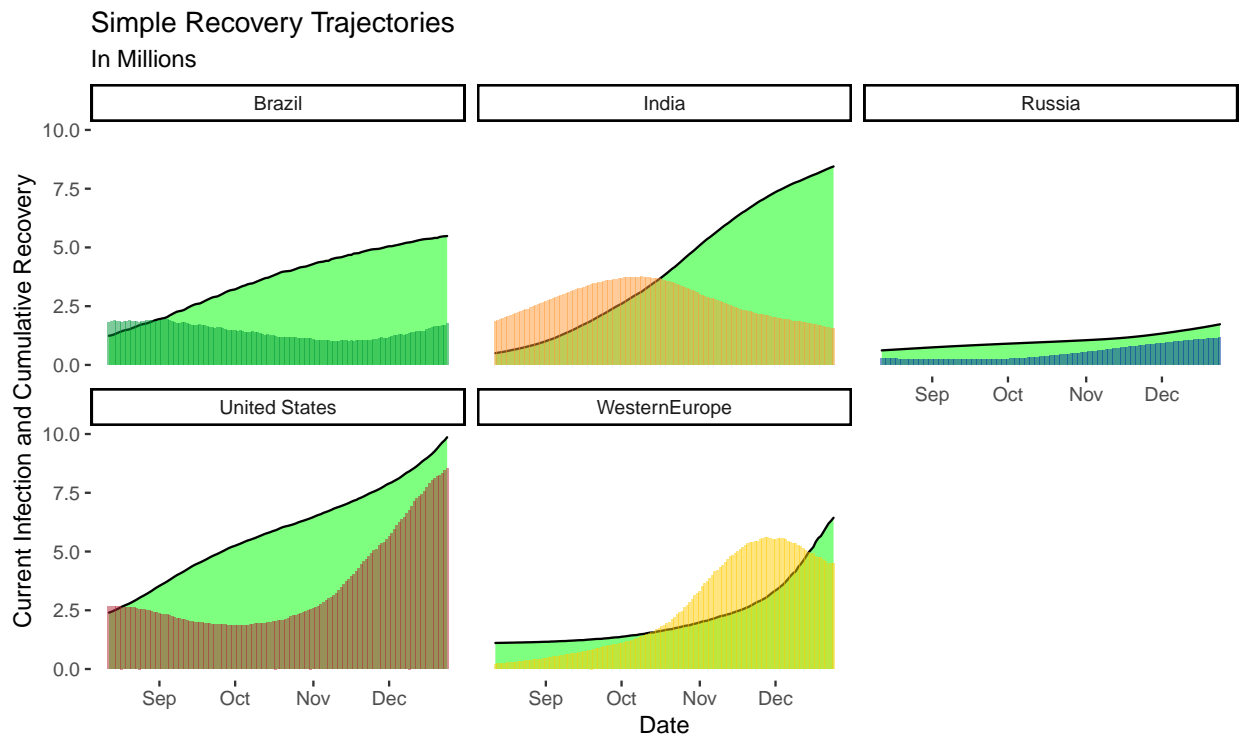 Simple Recovery Trajectories
In Millions
Brazil
India
Russia
10.0
7.5
5.0
2.5
0.0
Sep Oct Nov Dec
United States
WesternEurope
10.0
7.5
5.0
2.5
0.0
Sep Oct Nov Dec
Sep Oct Nov Dec
Date
Current Infection and Cumulative Recovery